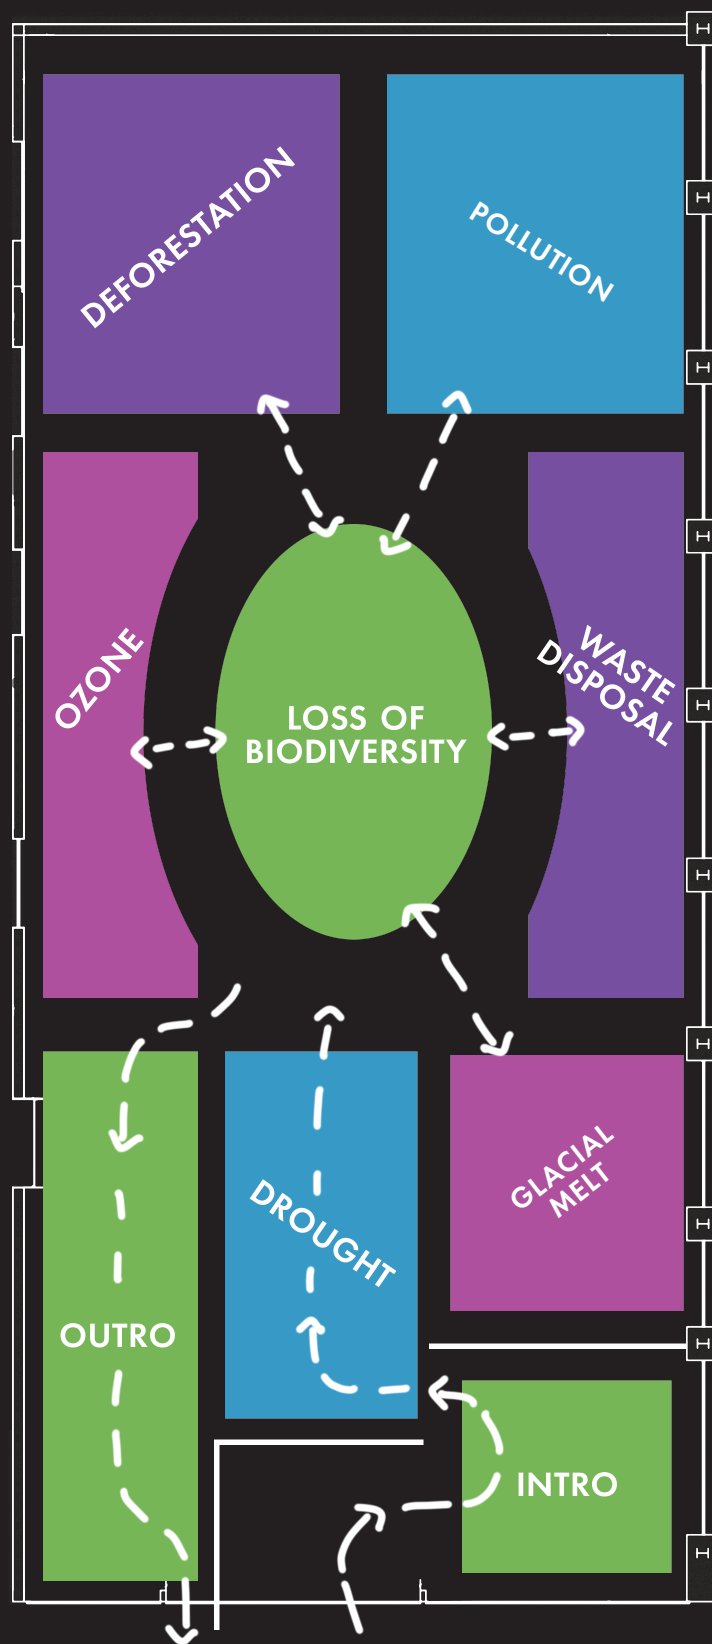 DEFORESTATION
POLLUTION
OZONE
WASTE
DISPOSAL
LOSS OF
BIODIVERSITY
DROUGHT
GLACIAL
MELT
OUTRO
INTRO